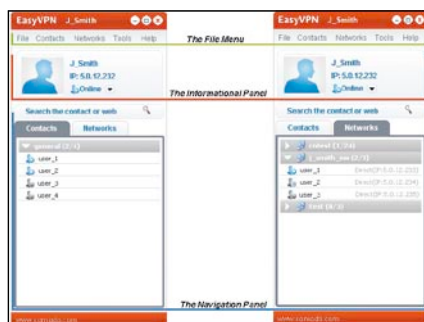 EasyVPN J_Smith
File Contacts Networks Tools Help
J_Smith
IP: 5.0.12.232
Online
Search the contact or web
Contacts Networks
general (2/4)
user_1
user_2
user_3
user_4
The File Menu
The Informational Panel
The Navigation Panel
EasyVPN J_Smith
File Contacts Networks Tools Help
J_Smith
IP: 5.0.12.232
Online
Search the contact or web
Contacts Networks
user_1
user_2
user_3